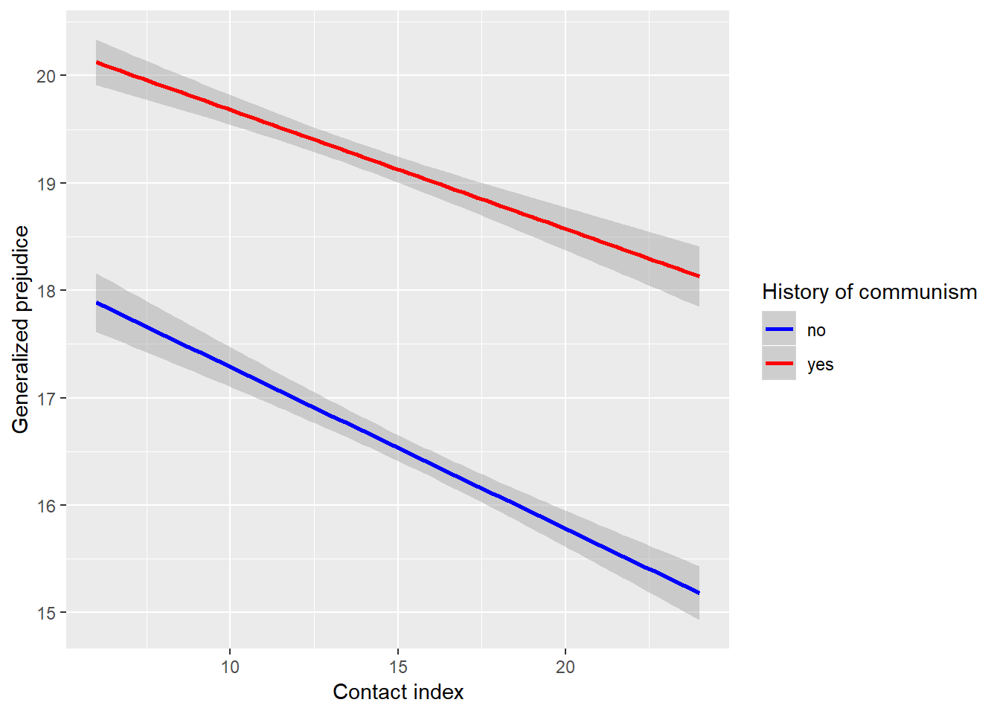 Generalized prejudice
20
19
18
17
16
15
10 15 20
Contact index
History of communism
no
yes